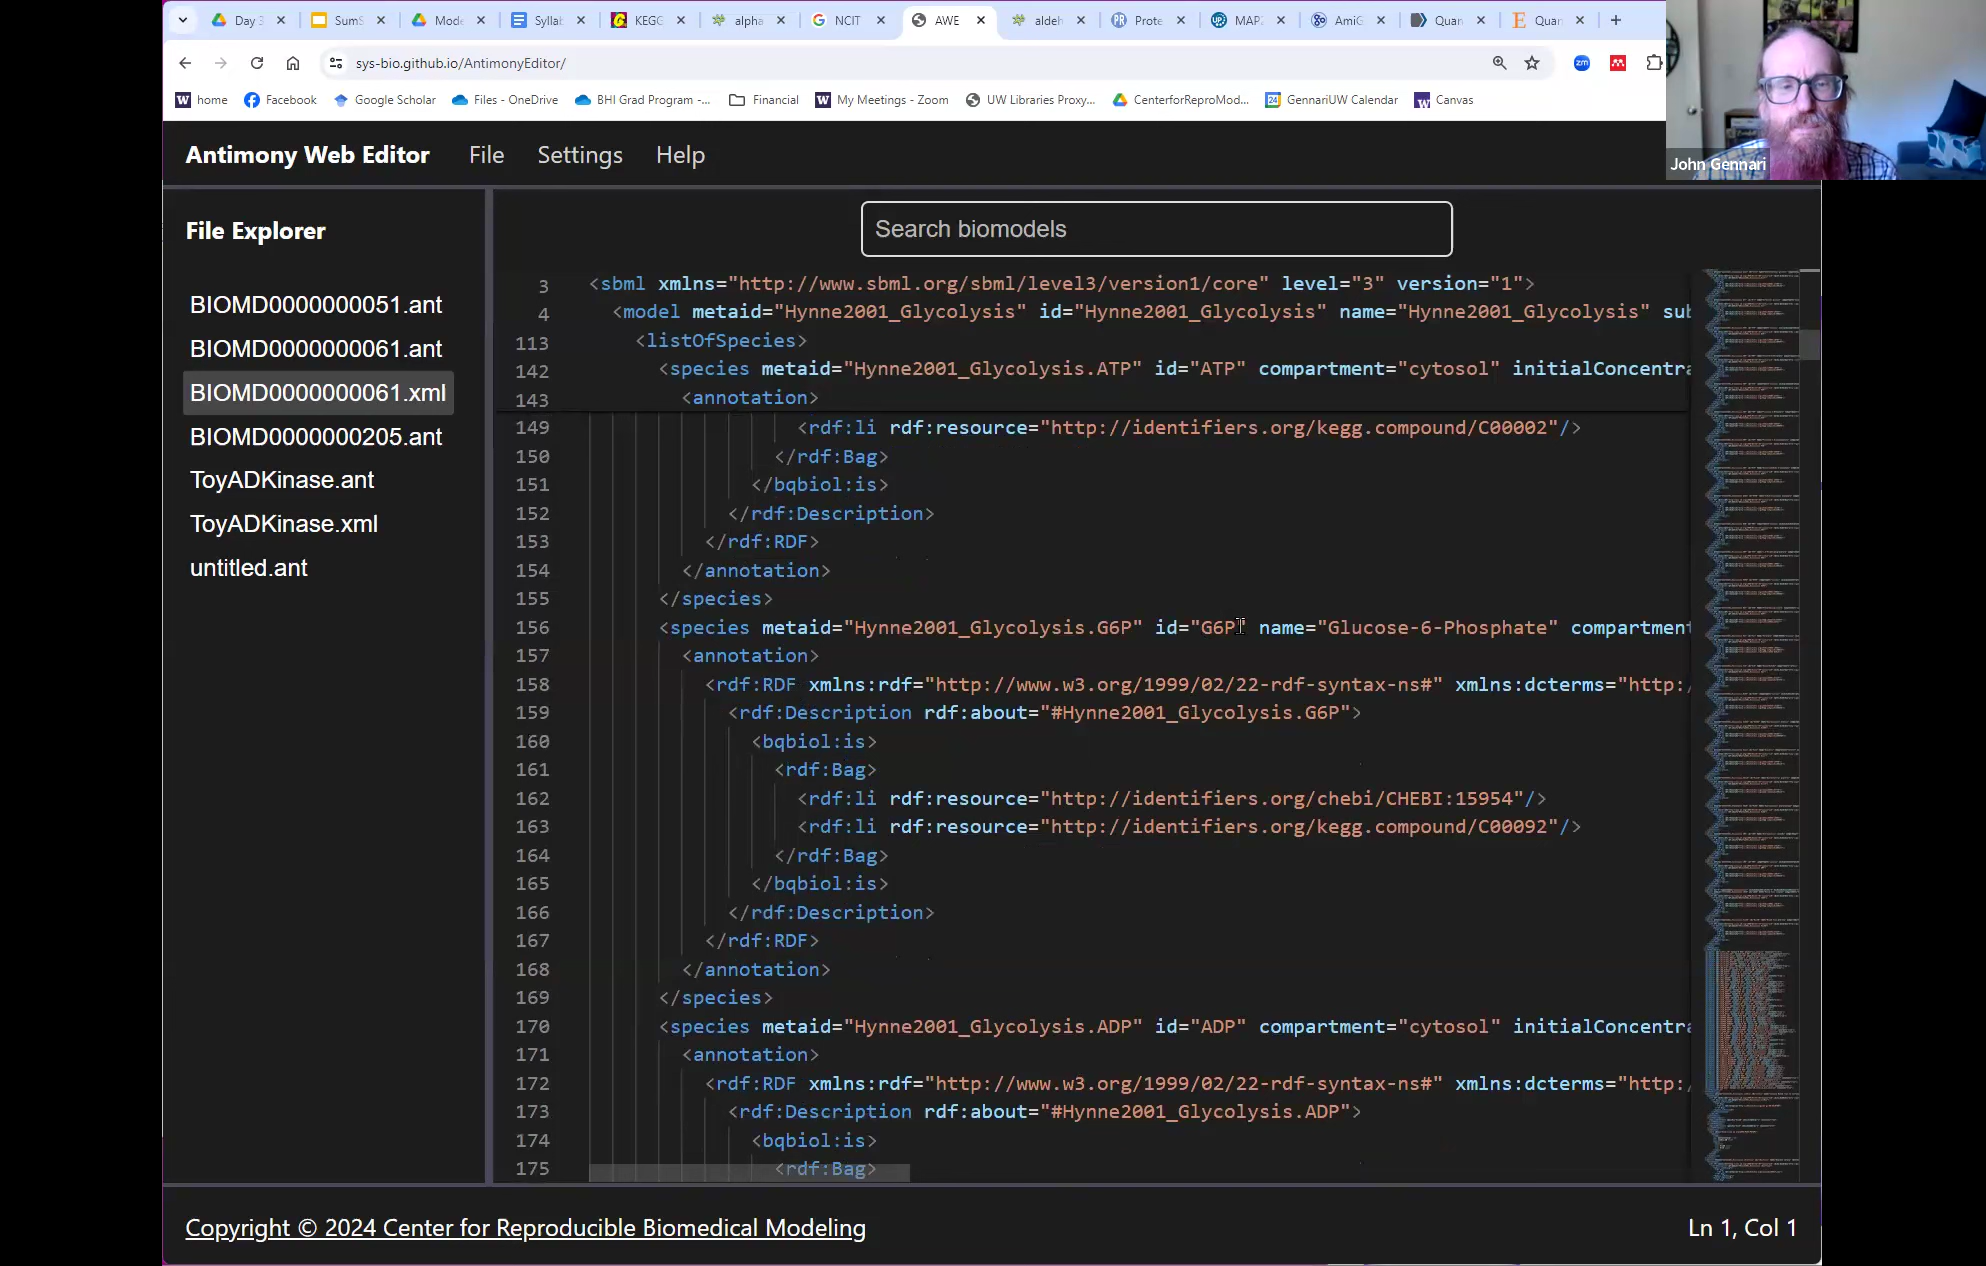 Day 3
SumS
Mode
Syllab
KEGG
alpha
NCIT
AWE
aldeh
Prote
MAP2
AmiG
Quan
Quan
sys-bio.github.io/AntimonyEditor/
home
Facebook
Google Scholar
Files - OneDrive
BHI Grad Program -...
Financial
My Meetings - Zoom
UW Libraries Proxy...
CenterforReproMod...
GennariUW Calendar
Canvas
John Gennari
Antimony Web Editor
File
Settings
Help
File Explorer
BIOMD0000000051.ant
BIOMD0000000061.ant
BIOMD0000000061.xml
BIOMD0000000205.ant
ToyADKinase.ant
ToyADKinase.xml
untitled.ant
Search biomodels
3 <sbml xmlns="http://www.sbml.org/sbml/level3/version1/core" level="3" version="1">
4 <model metaid="Hynne2001_Glycolysis" id="Hynne2001_Glycolysis" name="Hynne2001_Glycolysis" sub
113 <listOfSpecies>
142 <species metaid="Hynne2001_Glycolysis.ATP" id="ATP" compartment="cytosol" initialConcentra
143 <annotation>
149 <rdf:li rdf:resource="http://identifiers.org/kegg.compound/C00002"/>
150 </rdf:Bag>
151 </bqbiol:is>
152 </rdf:Description>
153 </rdf:RDF>
154 </annotation>
155 </species>
156 <species metaid="Hynne2001_Glycolysis.G6P" id="G6P" name="Glucose-6-Phosphate" compartment
157 <annotation>
158 <rdf:RDF xmlns:rdf="http://www.w3.org/1999/02/22-rdf-syntax-ns#" xmlns:dcterms="http:/
159 <rdf:Description rdf:about="#Hynne2001_Glycolysis.G6P">
160 <bqbiol:is>
161 <rdf:Bag>
162 <rdf:li rdf:resource="http://identifiers.org/chebi/CHEBI:15954"/>
163 <rdf:li rdf:resource="http://identifiers.org/kegg.compound/C00092"/>
164 </rdf:Bag>
165 </bqbiol:is>
166 </rdf:Description>
167 </rdf:RDF>
168 </annotation>
169 </species>
170 <species metaid="Hynne2001_Glycolysis.ADP" id="ADP" compartment="cytosol" initialConcentra
171 <annotation>
172 <rdf:RDF xmlns:rdf="http://www.w3.org/1999/02/22-rdf-syntax-ns#" xmlns:dcterms="http:/
173 <rdf:Description rdf:about="#Hynne2001_Glycolysis.ADP">
174 <bqbiol:is>
175 <rdf:Bag>
Copyright © 2024 Center for Reproducible Biomedical Modeling
Ln 1, Col 1